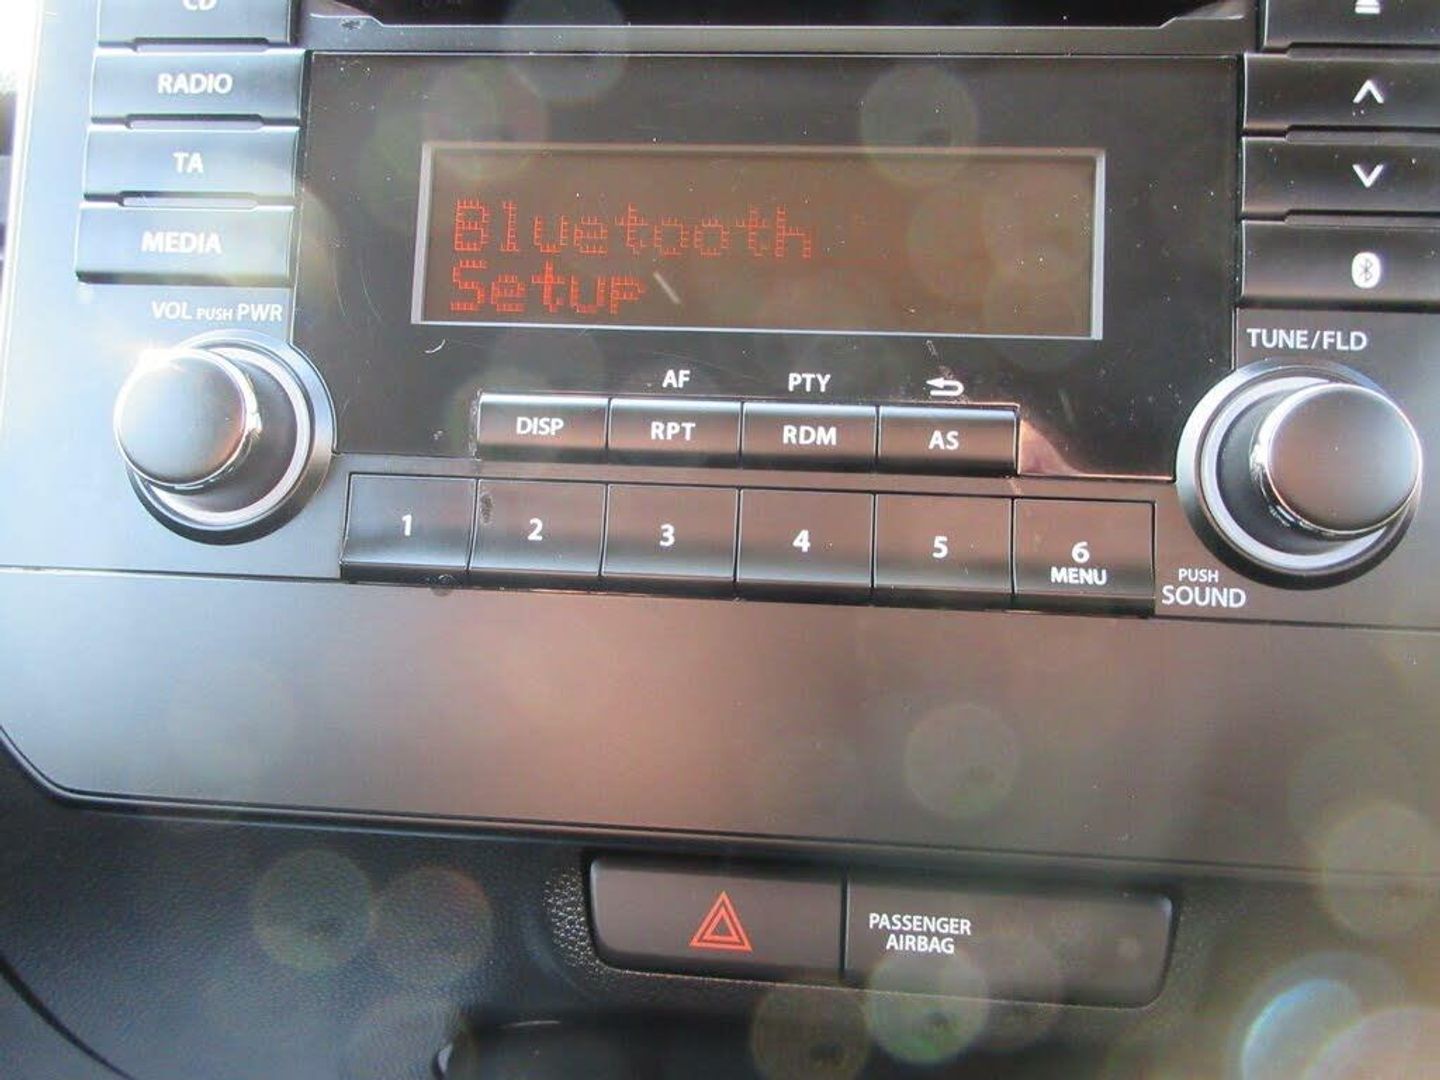 CD
RADIO
TA
MEDIA
VOL PUSH PWR
Bluetooth
Setup
AF PTY
DISP RPT RDM AS
1 2 3 4 5 6
MENU
TUNE/FLD
PUSH
SOUND
PASSENGER
AIRBAG